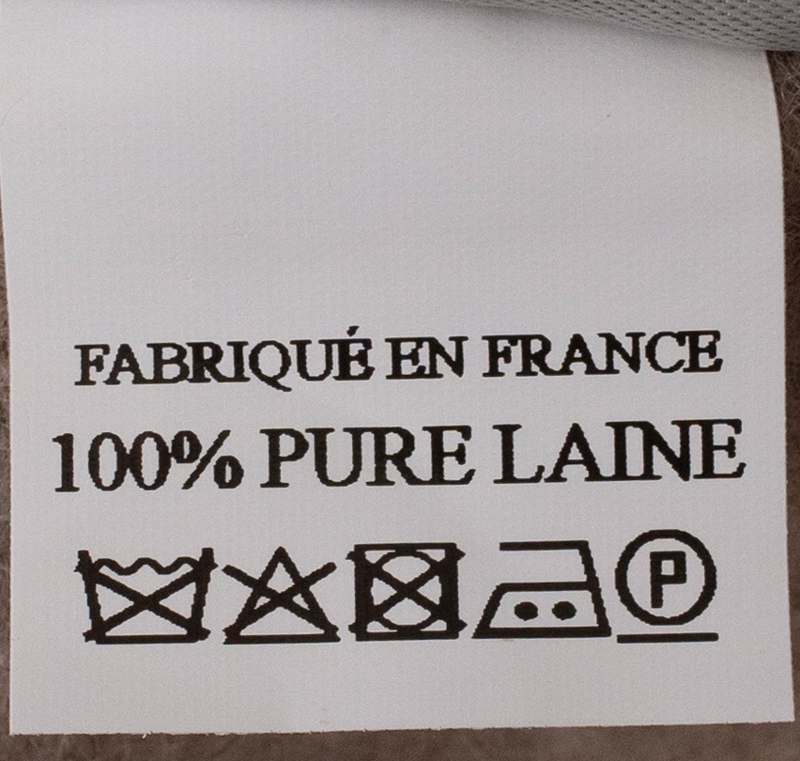 FABRIQUÉ EN FRANCE
100% PURE LAINE
P